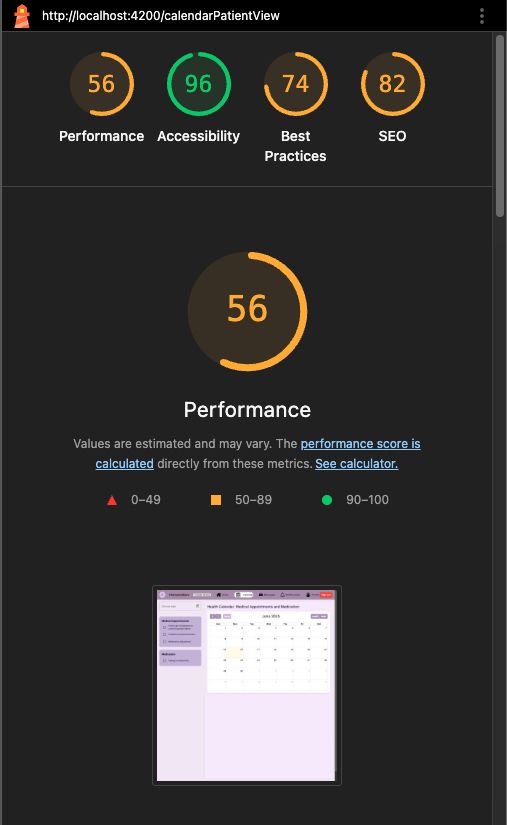 http://localhost:4200/calendarPatientView
56
96
74
82
Performance
Accessibility
Best
Practices
SEO
56
Performance
Values are estimated and may vary. The performance score is
calculated directly from these metrics. See calculator.
0–49
50–89
90–100
Health Calendar: Medical Appointments and Medication